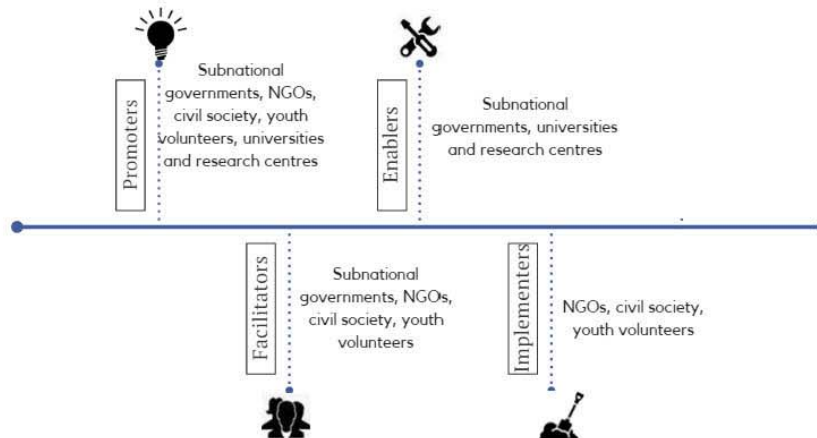 Promoters
Subnational
governments, NGOs,
civil society, youth
volunteers, universities
and research centres
Enablers
Subnational
governments, universities
and research centres
Facilitators
Subnational
governments, NGOs,
civil society, youth
volunteers
Implementers
NGOs, civil society,
youth volunteers